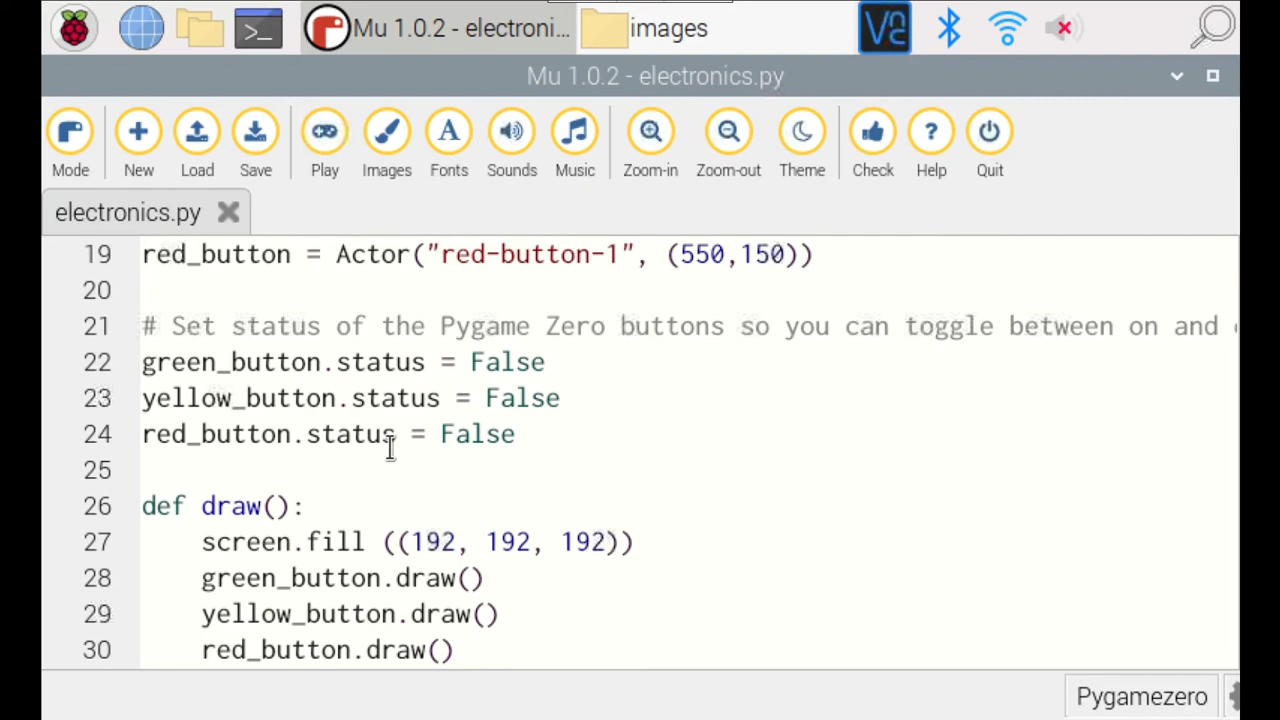 Mu 1.0.2 - electroni...
images
Mu 1.0.2 - electronics.py
Mode New Load Save Play Images Fonts Sounds Music Zoom-in Zoom-out Theme Check Help Quit
electronics.py
19 red_button = Actor("red-button-1", (550,150))
20
21 # Set status of the Pygame Zero buttons so you can toggle between on and
22 green_button.status = False
23 yellow_button.status = False
24 red_button.status = False
25
26 def draw():
27 screen.fill ((192, 192, 192))
28 green_button.draw()
29 yellow_button.draw()
30 red_button.draw()
Pygamezero